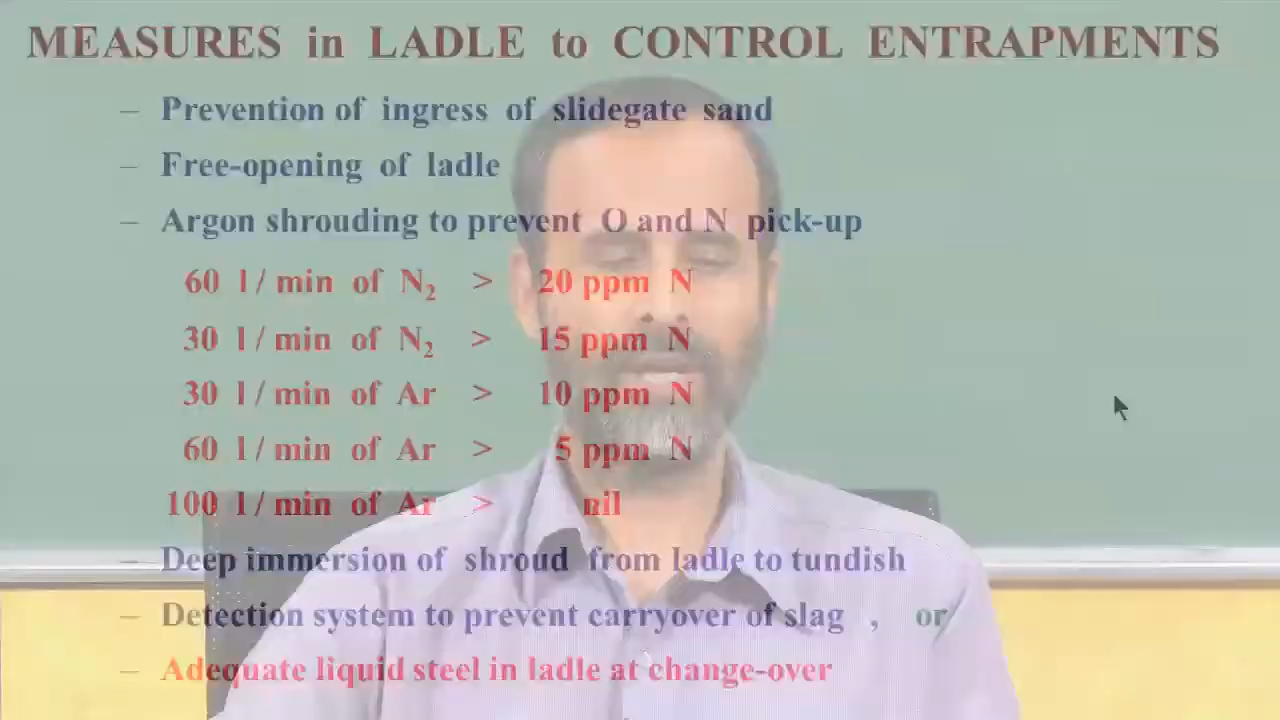 MEASURES in LADLE to CONTROL ENTRAPMENTS
– Prevention of ingress of slidegate sand
– Free-opening of ladle
– Argon shrouding to prevent O and N pick-up
60 l / min of N₂ > 20 ppm N
30 l / min of N₂ > 15 ppm N
30 l / min of Ar > 10 ppm N
60 l / min of Ar > 5 ppm N
100 l / min of Ar > nil
– Deep immersion of shroud from ladle to tundish
– Detection system to prevent carryover of slag , or
– Adequate liquid steel in ladle at change-over